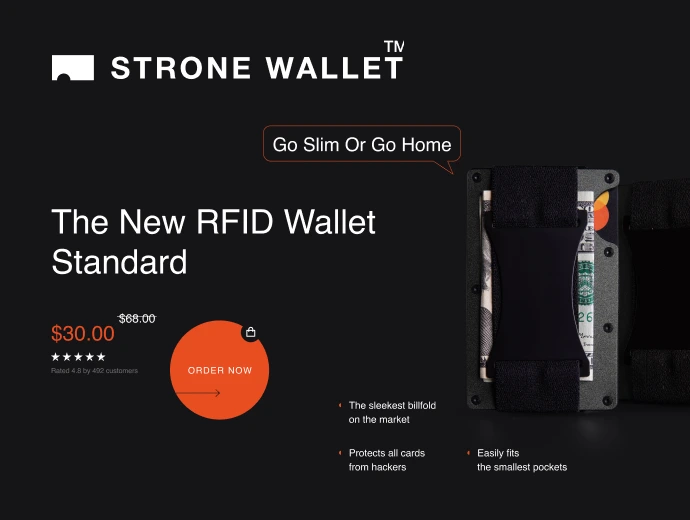 STRONE WALLET™
Go Slim Or Go Home
The New RFID Wallet
Standard
$68.00
$30.00
Rated 4.8 by 492 customers
ORDER NOW
The sleekest billfold
on the market
Protects all cards
from hackers
Easily fits
the smallest pockets
26